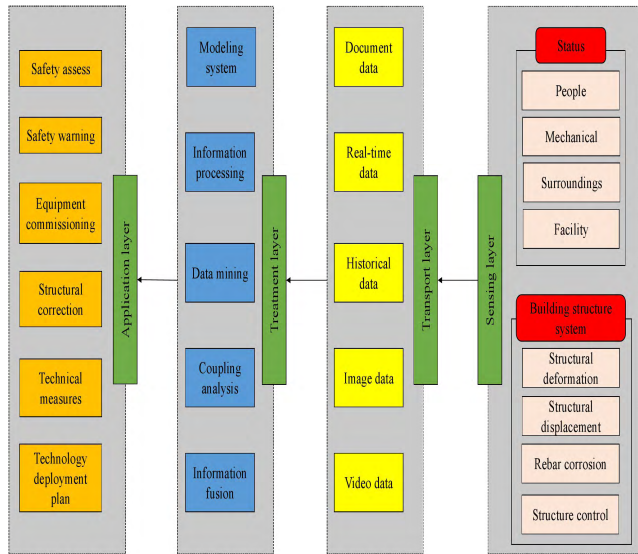 Safety assess
Safety warning
Equipment
commissioning
Structural
correction
Technical
measures
Technology
deployment
plan
Application layer
Modeling
system
Information
processing
Data mining
Coupling
analysis
Information
fusion
Treatment layer
Document
data
Real-time
data
Historical
data
Image data
Video data
Transport layer
Sensing layer
Status
People
Mechanical
Surroundings
Facility
Building structure
system
Structural
deformation
Structural
displacement
Rebar corrosion
Structure control